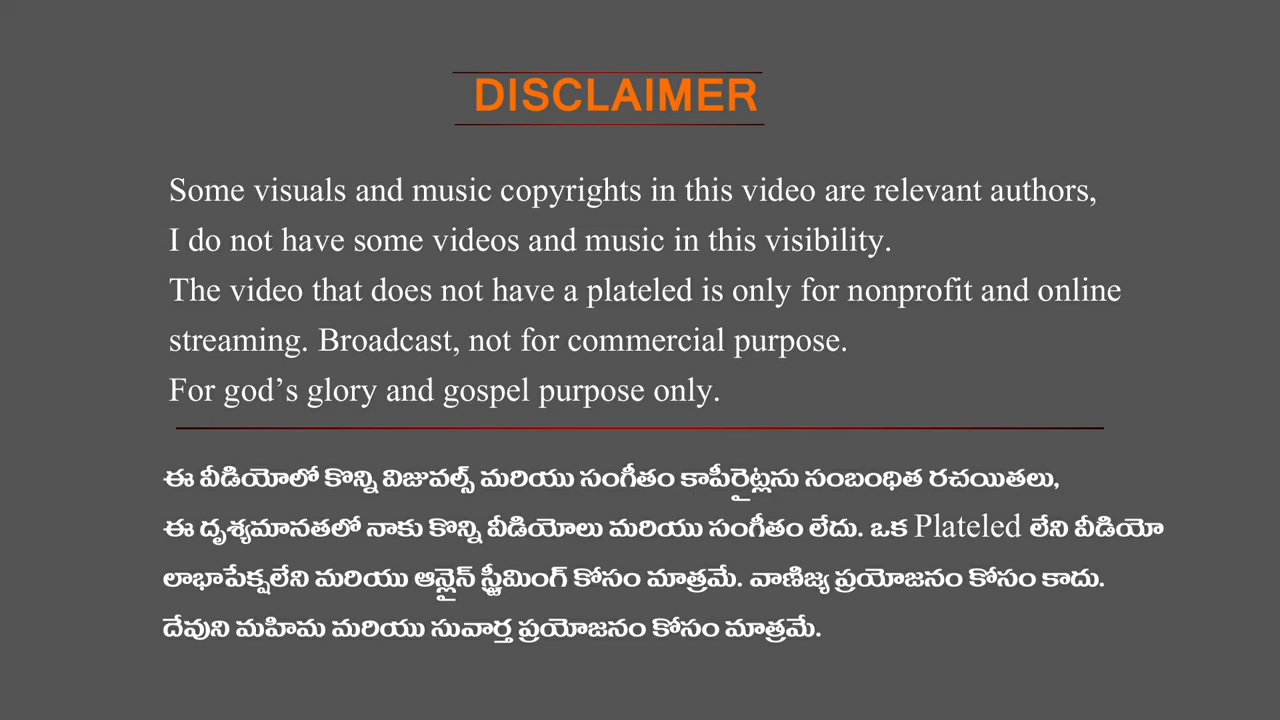 DISCLAIMER
Some visuals and music copyrights in this video are relevant authors,
I do not have some videos and music in this visibility.
The video that does not have a plateled is only for nonprofit and online
streaming. Broadcast, not for commercial purpose.
For god’s glory and gospel purpose only.
ఈ వీడియోలో కొన్ని విజువల్స్ మరియు సంగీతం కాపీరైట్లను సంబంధిత రచయితలు,
ఈ దృశ్యమానతలో నాకు కొన్ని వీడియోలు మరియు సంగీతం లేదు. ఒక Plateled లేని వీడియో
లాభాపేక్షలేని మరియు ఆన్లైన్ స్ట్రీమింగ్ కోసం మాత్రమే. వాణిజ్య ప్రయోజనం కోసం కాదు.
దేవుని మహిమ మరియు సువార్త ప్రయోజనం కోసం మాత్రమే.